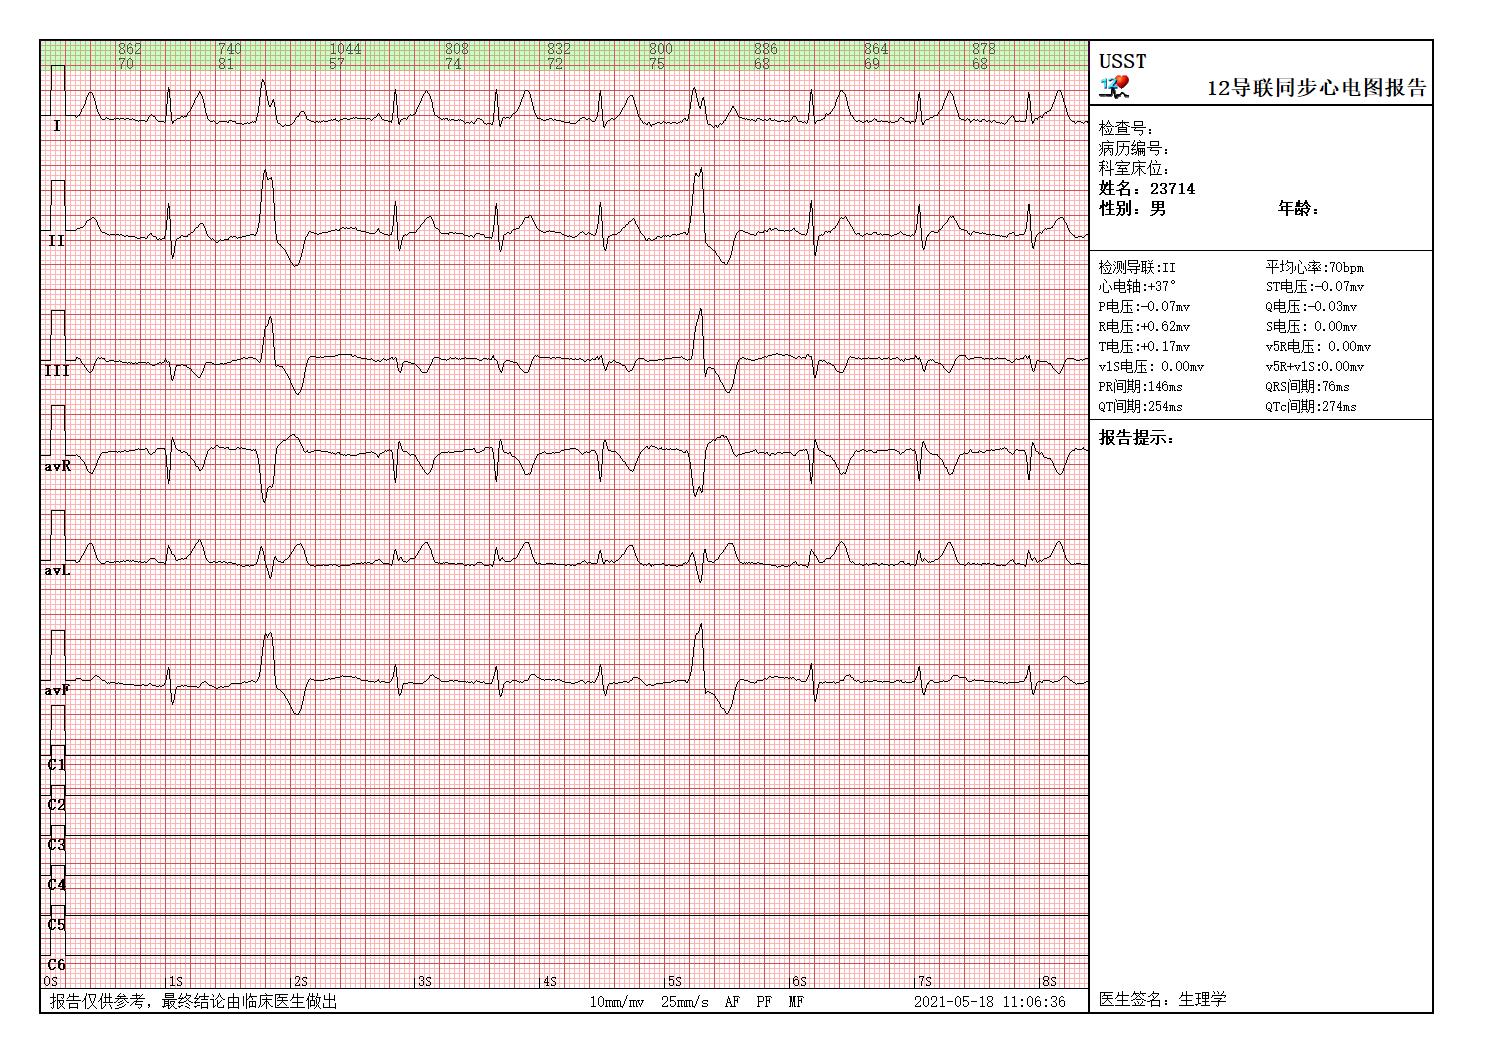 862 740 1044 808 832 800 886 864 878
70 81 57 74 72 75 68 69 68
I
II
III
avR
avL
avF
C1
C2
C3
C4
C5
C6
0S 1S 2S 3S 4S 5S 6S 7S 8S
报告仅供参考，最终结论由临床医生做出 10mm/mv 25mm/s AF PF MF 2021-05-18 11:06:36
USST
12
12导联同步心电图报告
检查号：
病历编号：
科室床位：
姓名：23714
性别：男 年龄：
检测导联:II 平均心率:70bpm
心电轴:+37° ST电压:-0.07mv
P电压:-0.07mv Q电压:-0.03mv
R电压:+0.62mv S电压: 0.00mv
T电压:+0.17mv v5R电压: 0.00mv
v1S电压: 0.00mv v5R+v1S:0.00mv
PR间期:146ms QRS间期:76ms
QT间期:254ms QTc间期:274ms
报告提示：
医生签名：生理学